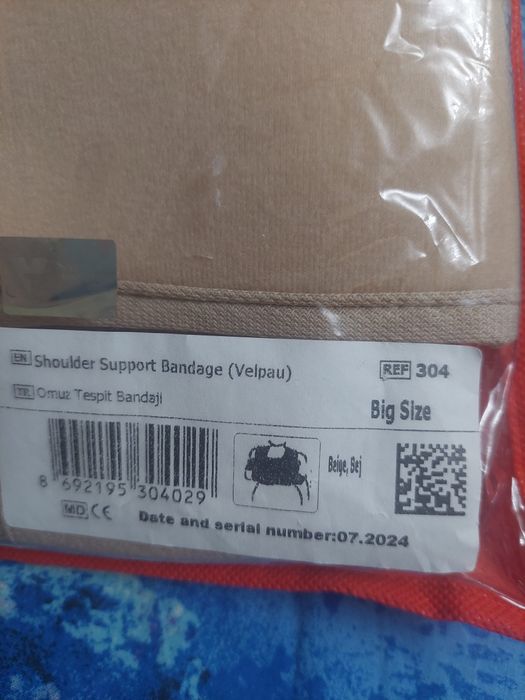 EN Shoulder Support Bandage (Velpau)
REF 304
TR Omuz Tespit Bandajı
Big Size
Beige, Bej
8 692195 304029
MD CE
Date and serial number:07.2024